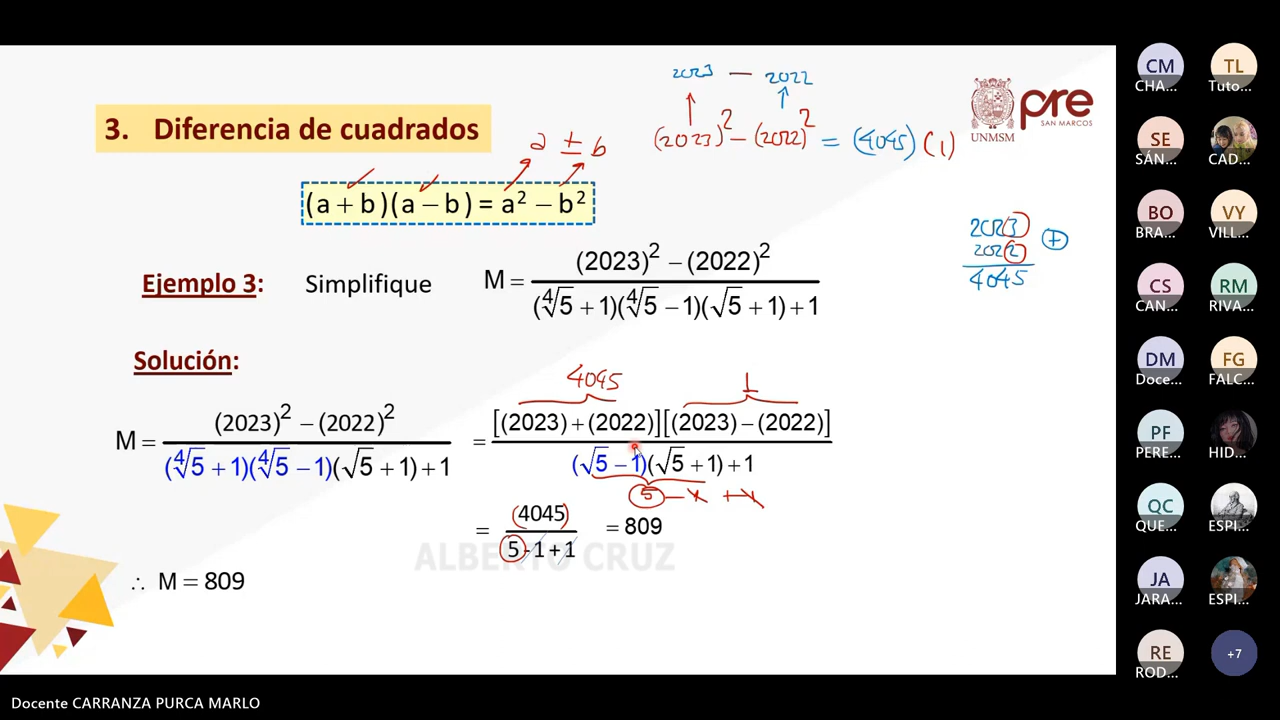 2023 — 2022
3. Diferencia de cuadrados
a ± b
(2023)² − (2022)² = (4045) (1)
UNMSM
pre
SAN MARCOS
(a + b)(a − b) = a² − b²
2023
2022 +
4045
Ejemplo 3: Simplifique M = ((2023)² − (2022)²) / ((∜5 + 1)(∜5 − 1)(√5 + 1) + 1)
Solución:
4045 1
M = ((2023)² − (2022)²) / ((∜5 + 1)(∜5 − 1)(√5 + 1) + 1) = ([(2023) + (2022)][(2023) − (2022)]) / ((√5 − 1)(√5 + 1) + 1)
5 − 1 + 1
= (4045) / (5 - 1 + 1) = 809
ALBERTO CRUZ
∴ M = 809
CM TL
CHA... Tuto...
SE
SÁN... CAD...
BO VY
BRA... VILL...
CS RM
CAN... RIVA...
DM FG
Doce... FALC...
PF
PERE... HID...
QC
QUE... ESPI...
JA
JARA... ESPI...
RE +7
ROD...
Docente CARRANZA PURCA MARLO